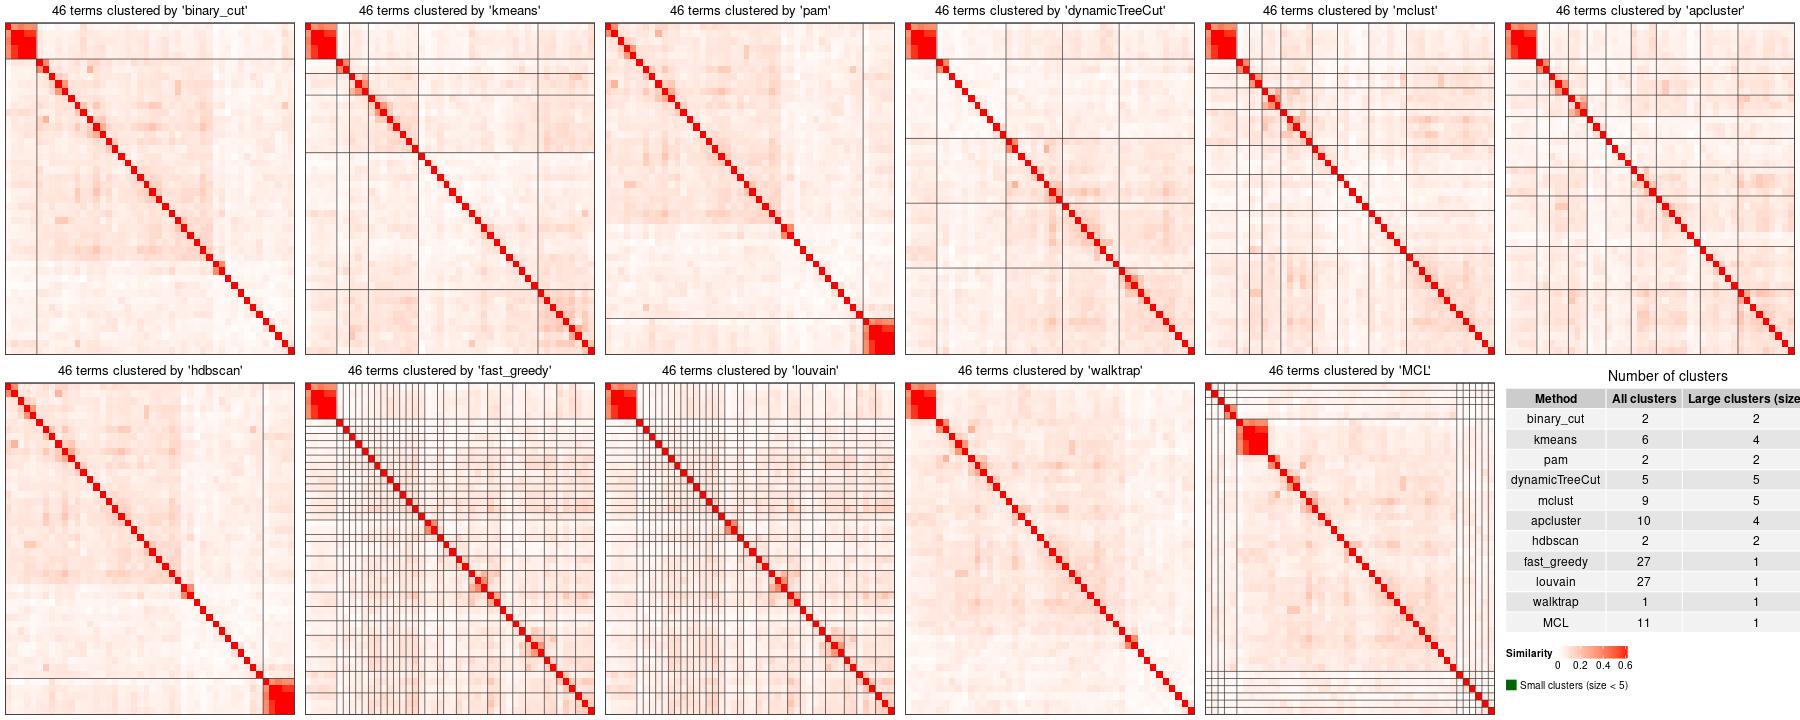 46 terms clustered by 'binary_cut'
46 terms clustered by 'kmeans'
46 terms clustered by 'pam'
46 terms clustered by 'dynamicTreeCut'
46 terms clustered by 'mclust'
46 terms clustered by 'apcluster'
46 terms clustered by 'hdbscan'
46 terms clustered by 'fast_greedy'
46 terms clustered by 'louvain'
46 terms clustered by 'walktrap'
46 terms clustered by 'MCL'
Number of clusters
Method All clusters Large clusters (size
binary_cut 2 2
kmeans 6 4
pam 2 2
dynamicTreeCut 5 5
mclust 9 5
apcluster 10 4
hdbscan 2 2
fast_greedy 27 1
louvain 27 1
walktrap 1 1
MCL 11 1
Similarity
0 0.2 0.4 0.6
Small clusters (size < 5)